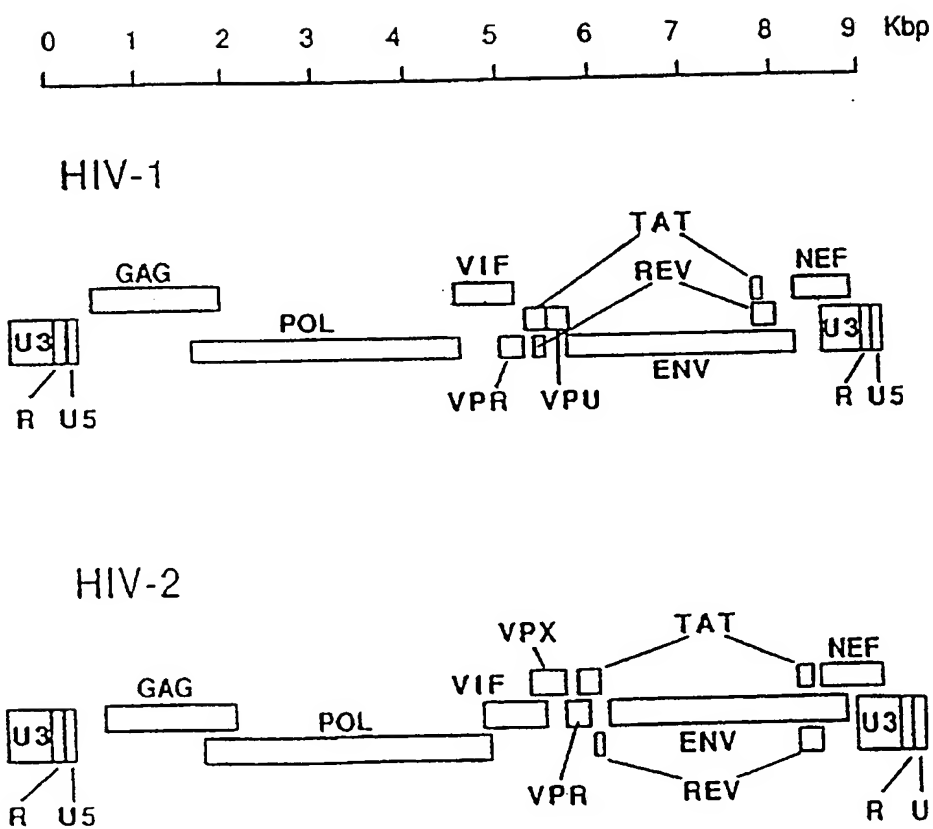 0 1 2 3 4 5 6 7 8 9 Kbp
HIV-1
TAT
GAG VIF REV NEF
U3 POL U3
ENV
VPR VPU
R U5 R U5
HIV-2
VPX TAT
GAG VIF NEF
U3 POL ENV U3
VPR REV
R U5 R U